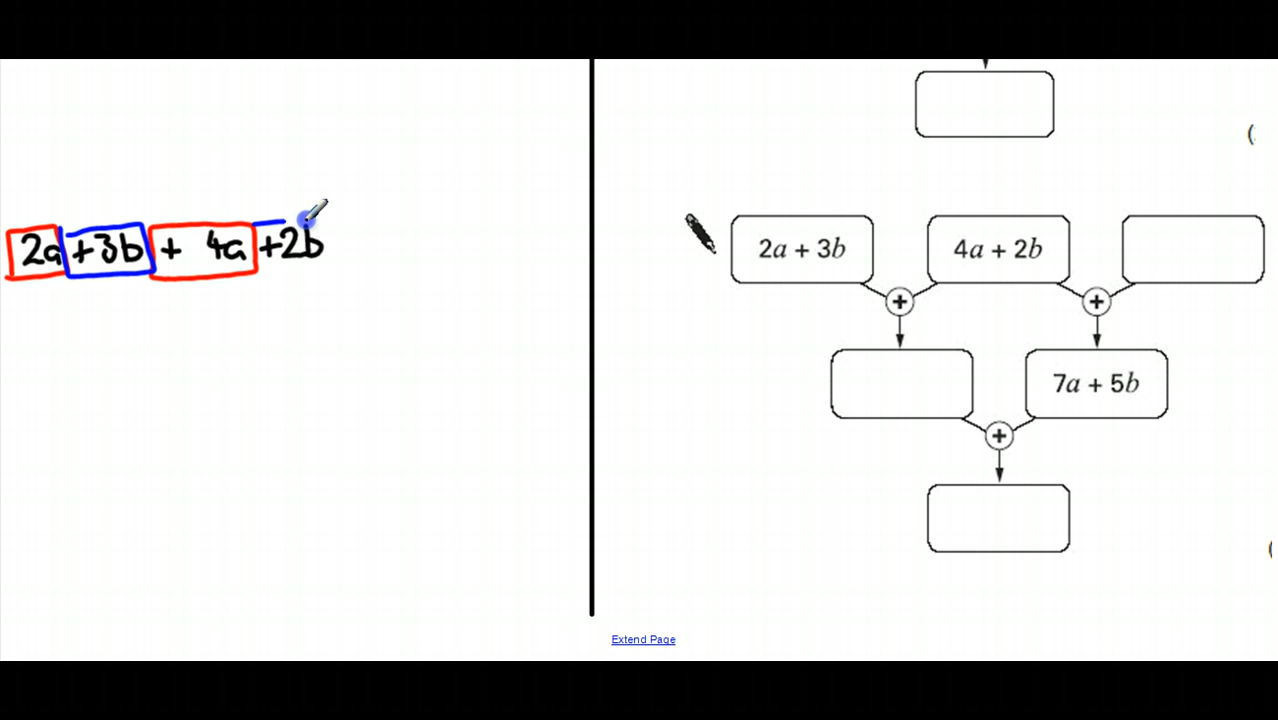 2a +3b + 4a +2b
(
2a + 3b 4a + 2b
+ +
7a + 5b
+
(
Extend Page